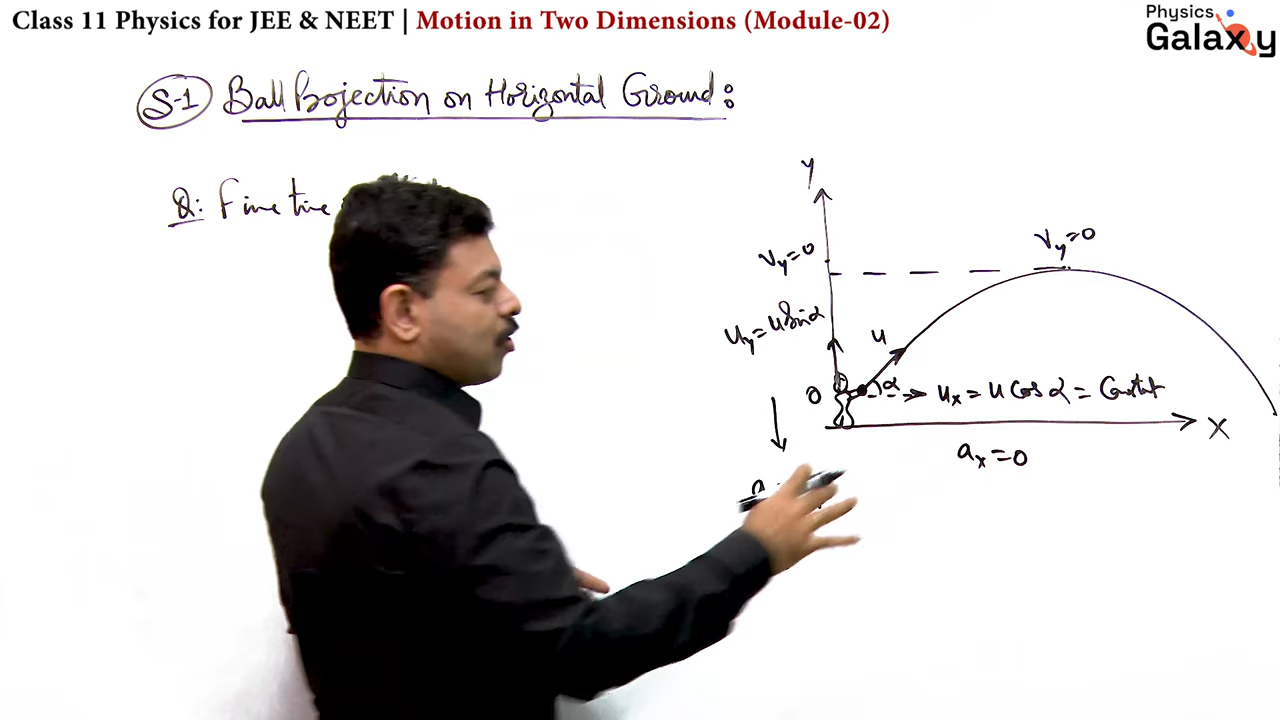 Class 11 Physics for JEE & NEET | Motion in Two Dimensions (Module-02)
Physics Galaxy
S-1 Ball Projection on Horizontal Ground:
Q: Find time
y
Vy=0
Vy=0
uy = u sinα
u
α
O
ux = u cos α = Constant
X
ax = 0